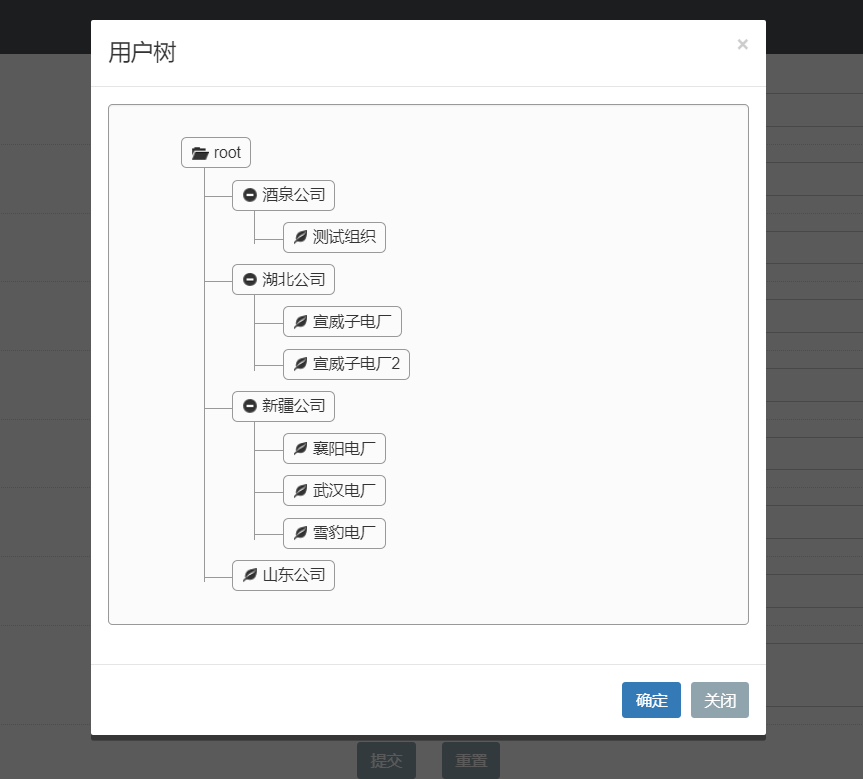 用户树
×
root
酒泉公司
测试组织
湖北公司
宣威子电厂
宣威子电厂2
新疆公司
襄阳电厂
武汉电厂
雪豹电厂
山东公司
确定
关闭
提交
重置